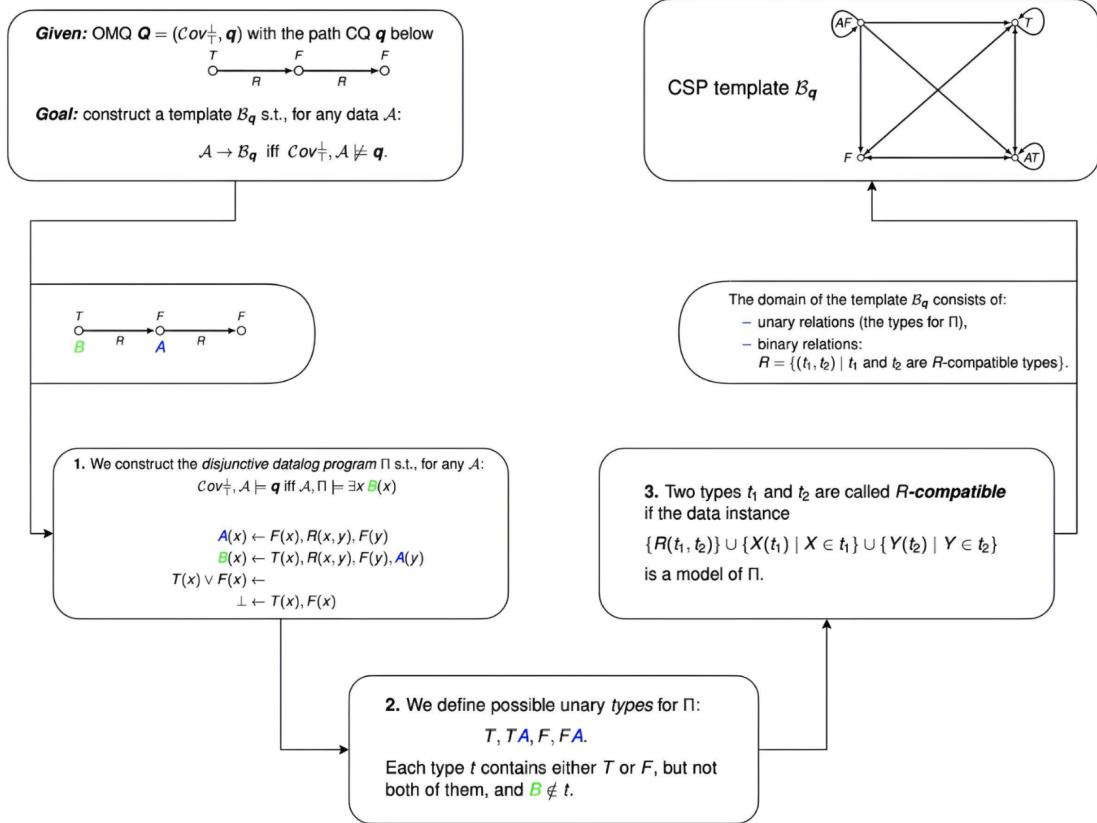 Given: OMQ Q = (Cov⊥⊤, q) with the path CQ q below
T F F
R R
Goal: construct a template B_q s.t., for any data A:
A → B_q iff Cov⊥⊤, A ⊭ q.
T F F
R R
B A
1. We construct the disjunctive datalog program Π s.t., for any A:
Cov⊥⊤, A ⊨ q iff A, Π ⊨ ∃x B(x)
A(x) ← F(x), R(x, y), F(y)
B(x) ← T(x), R(x, y), F(y), A(y)
T(x) ∨ F(x) ←
⊥ ← T(x), F(x)
2. We define possible unary types for Π:
T, TA, F, FA.
Each type t contains either T or F, but not
both of them, and B ∉ t.
3. Two types t₁ and t₂ are called R-compatible
if the data instance
{R(t₁, t₂)} ∪ {X(t₁) | X ∈ t₁} ∪ {Y(t₂) | Y ∈ t₂}
is a model of Π.
The domain of the template B_q consists of:
– unary relations (the types for Π),
– binary relations:
R = {(t₁, t₂) | t₁ and t₂ are R-compatible types}.
CSP template B_q
AF T
F AT